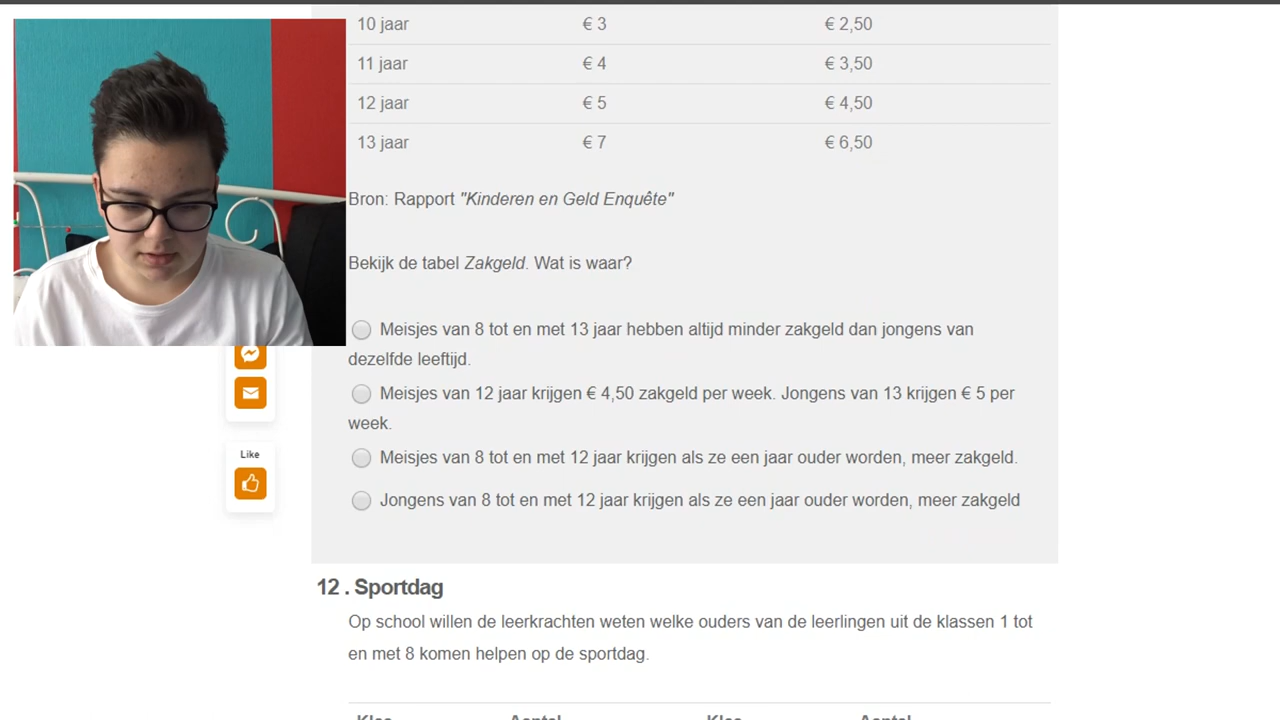 10 jaar € 3 € 2,50
11 jaar € 4 € 3,50
12 jaar € 5 € 4,50
13 jaar € 7 € 6,50
Bron: Rapport "Kinderen en Geld Enquête"
Bekijk de tabel Zakgeld. Wat is waar?
Meisjes van 8 tot en met 13 jaar hebben altijd minder zakgeld dan jongens van
dezelfde leeftijd.
Meisjes van 12 jaar krijgen € 4,50 zakgeld per week. Jongens van 13 krijgen € 5 per
week.
Meisjes van 8 tot en met 12 jaar krijgen als ze een jaar ouder worden, meer zakgeld.
Jongens van 8 tot en met 12 jaar krijgen als ze een jaar ouder worden, meer zakgeld
Like
12 . Sportdag
Op school willen de leerkrachten weten welke ouders van de leerlingen uit de klassen 1 tot
en met 8 komen helpen op de sportdag.
Klas Aantal Klas Aantal